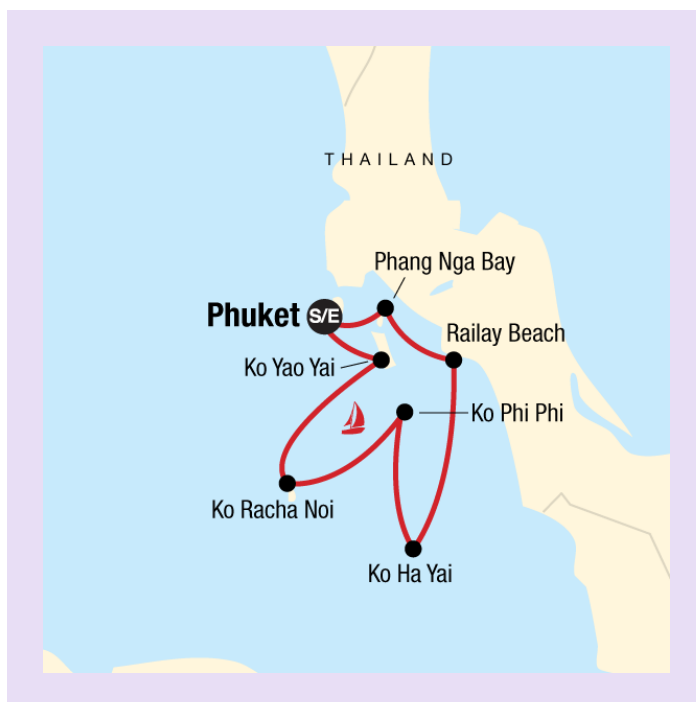 THAILAND
Phang Nga Bay
Phuket S/E
Railay Beach
Ko Yao Yai
Ko Phi Phi
Ko Racha Noi
Ko Ha Yai